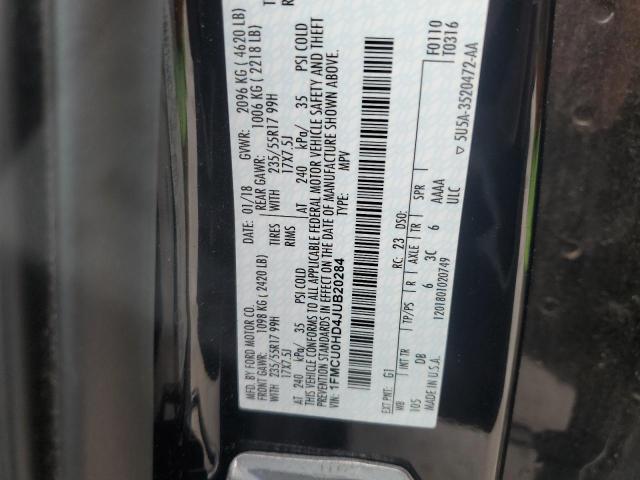 MFD. BY FORD MOTOR CO.
DATE: 01/18 GVWR: 2096 KG ( 4620 LB)
FRONT GAWR: 1098 KG ( 2420 LB) REAR GAWR: 1006 KG ( 2218 LB)
WITH 235/55R17 99H TIRES WITH 235/55R17 99H
17X7.5J RIMS 17X7.5J
AT 240 kPa/ 35 PSI COLD AT 240 kPa/ 35 PSI COLD
THIS VEHICLE CONFORMS TO ALL APPLICABLE FEDERAL MOTOR VEHICLE SAFETY AND THEFT
PREVENTION STANDARDS IN EFFECT ON THE DATE OF MANUFACTURE SHOWN ABOVE.
VIN: 1FMCU0HD4JUB20284 TYPE: MPV
F0110
T0316
EXT PNT: G1 RC: 23 DSO:
WB INT TR TP/PS R AXLE TR SPR
105 DB 6 3C 6 AAAA
MADE IN U.S.A. ULC
1201801020749
5U5A-3520472-AA